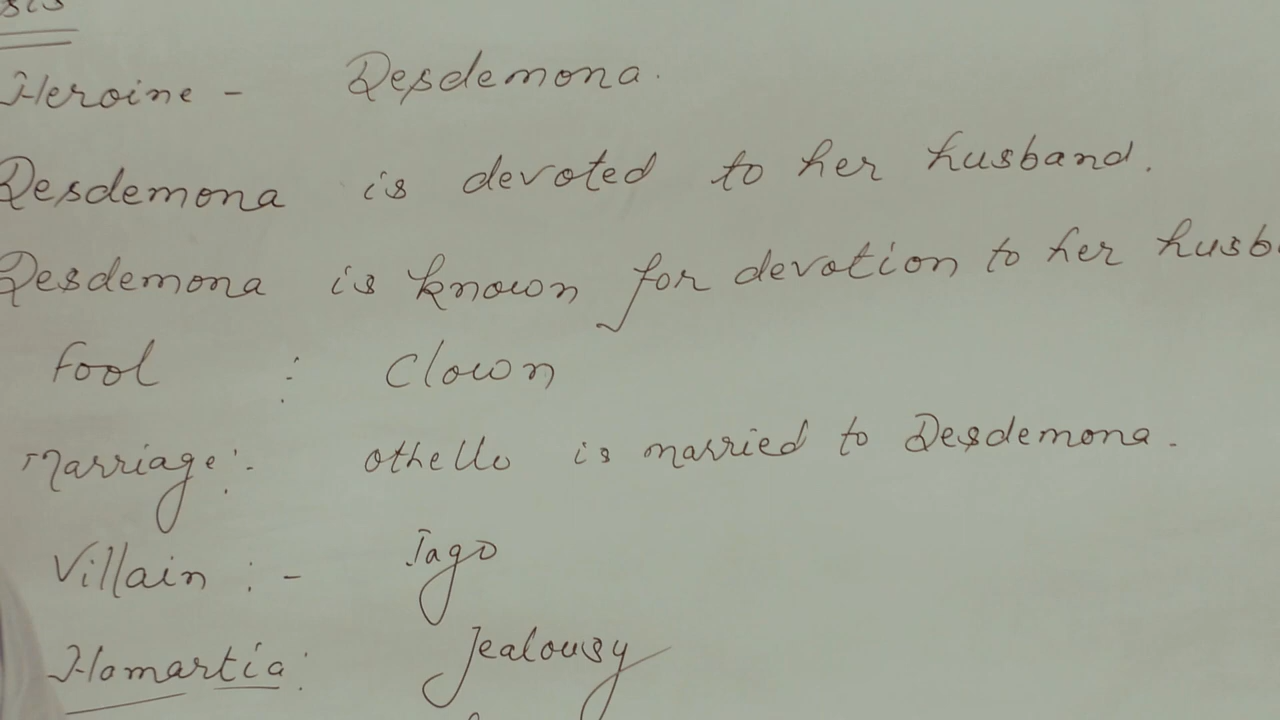 Heroine - Desdemona.
Desdemona is devoted to her husband.
Desdemona is known for devotion to her husb
Fool : Clown
Marriage :- Othello is married to Desdemona.
Villain :- Iago
Hamartia: Jealousy